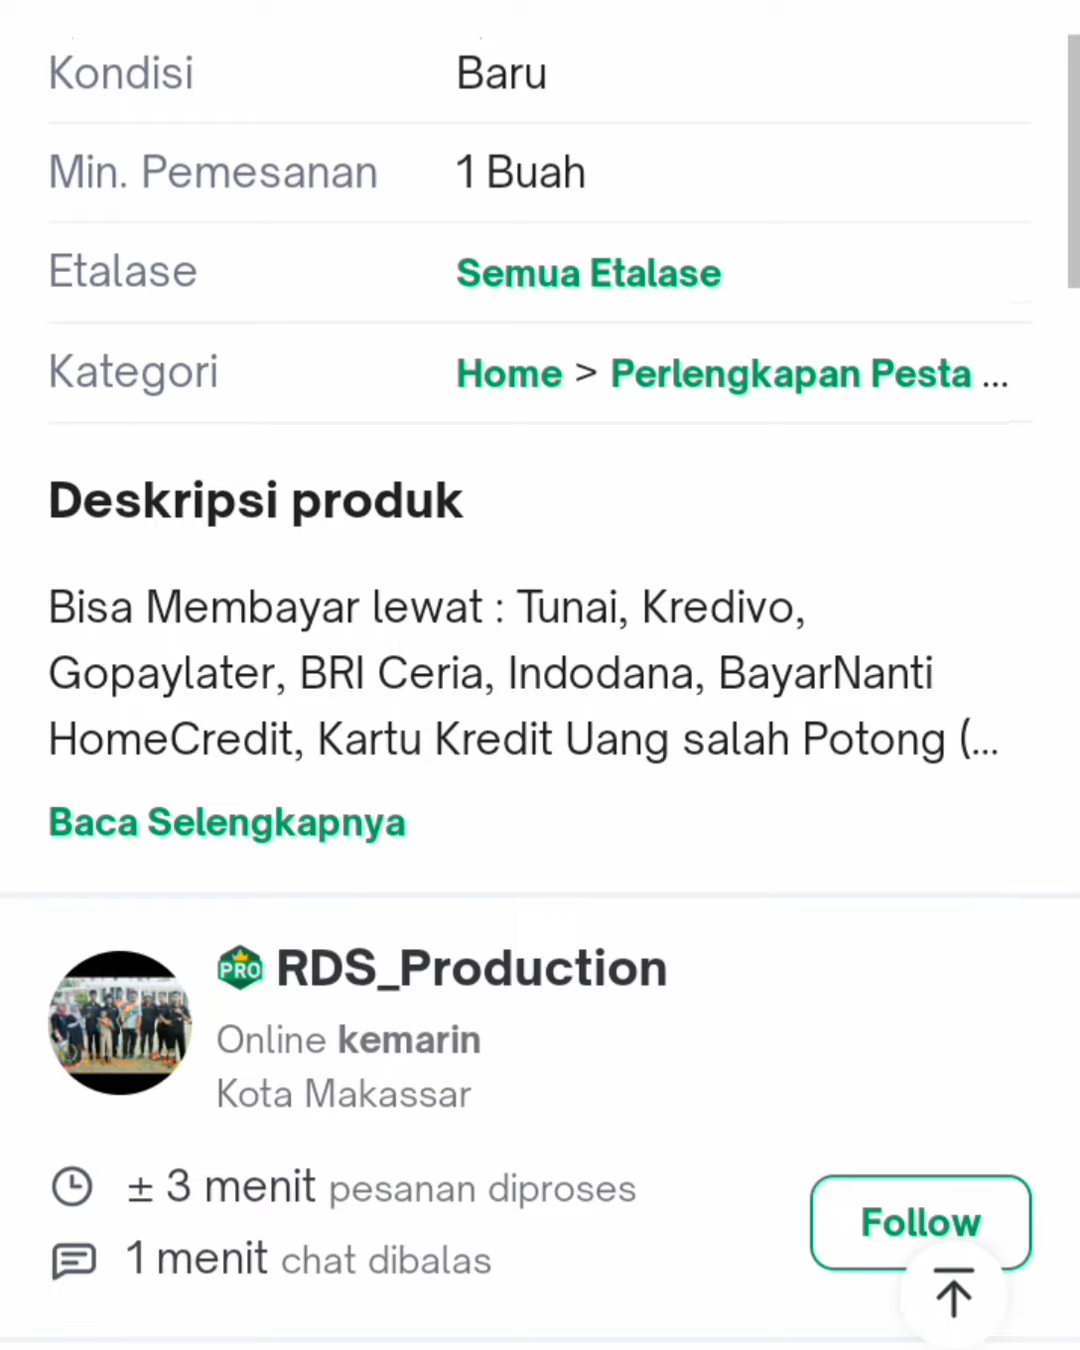 Kondisi Baru
Min. Pemesanan 1 Buah
Etalase Semua Etalase
Kategori Home > Perlengkapan Pesta ...
Deskripsi produk
Bisa Membayar lewat : Tunai, Kredivo,
Gopaylater, BRI Ceria, Indodana, BayarNanti
HomeCredit, Kartu Kredit Uang salah Potong (...
Baca Selengkapnya
PRO RDS_Production
Online kemarin
Kota Makassar
± 3 menit pesanan diproses
Follow
1 menit chat dibalas